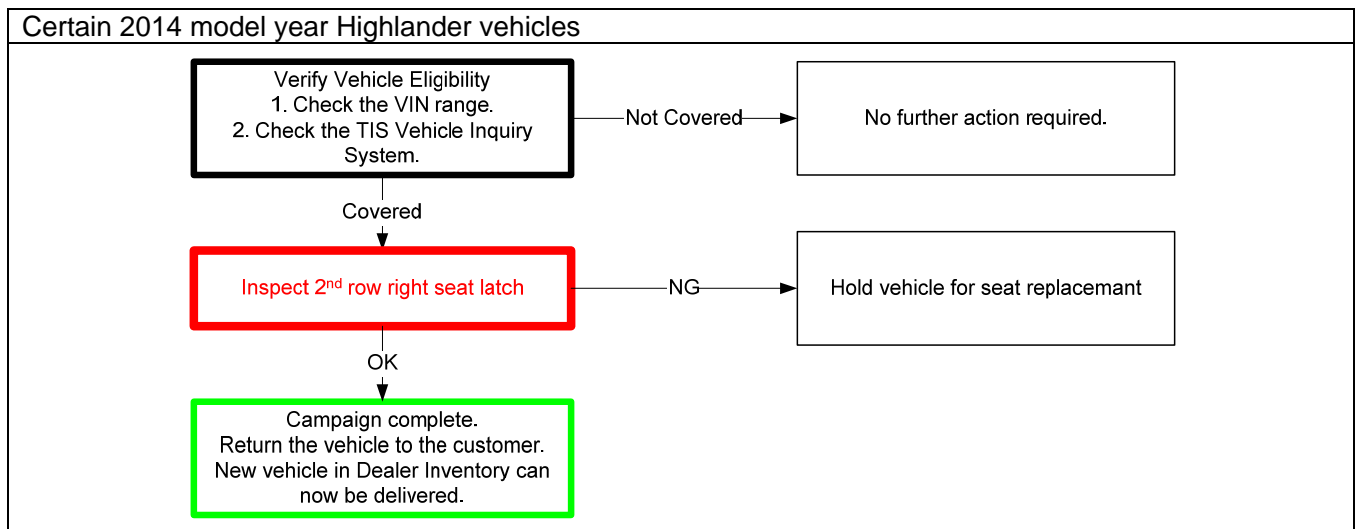 Certain 2014 model year Highlander vehicles
Verify Vehicle Eligibility
1. Check the VIN range.
2. Check the TIS Vehicle Inquiry
System.
Not Covered
No further action required.
Covered
Inspect 2nd row right seat latch
NG
Hold vehicle for seat replacemant
OK
Campaign complete.
Return the vehicle to the customer.
New vehicle in Dealer Inventory can
now be delivered.